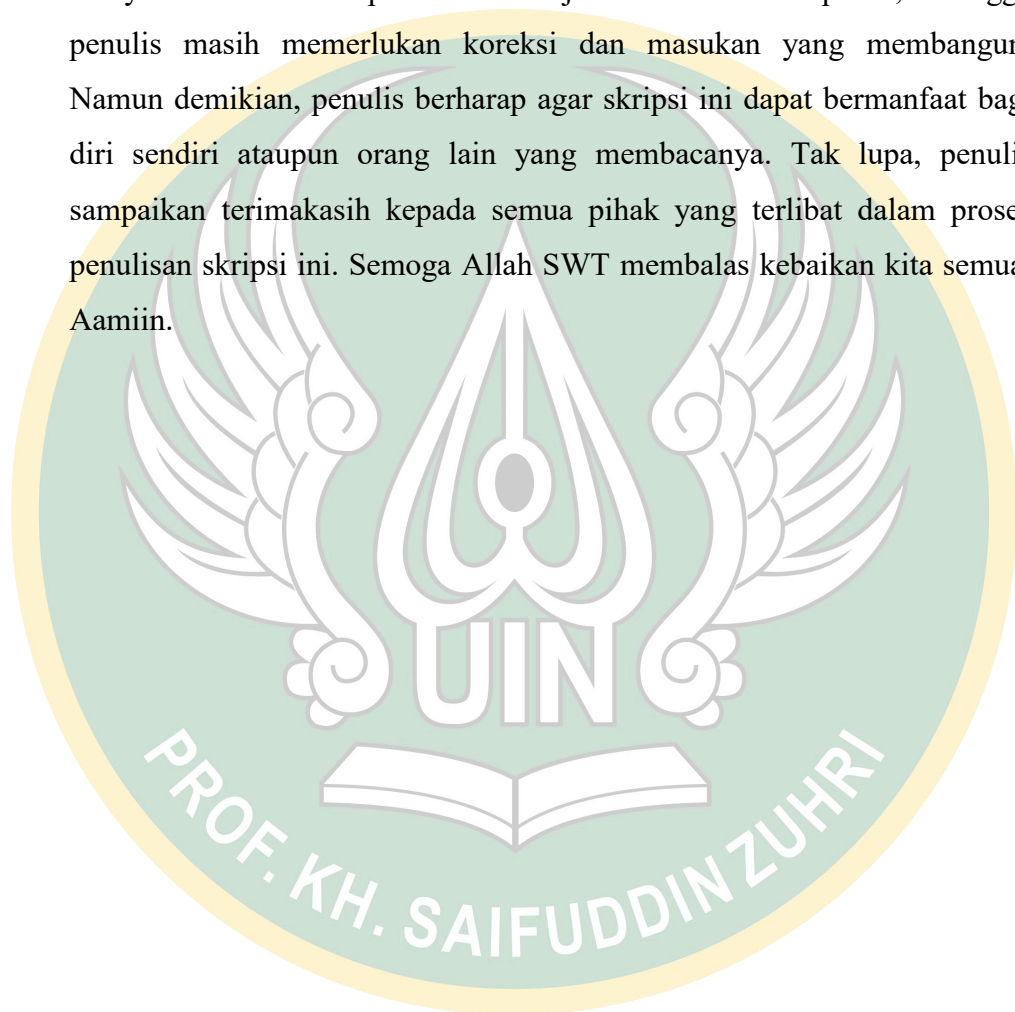 penulis masih memerlukan koreksi dan masukan yang membangun
Namun demikian, penulis berharap agar skripsi ini dapat bermanfaat bag
diri sendiri ataupun orang lain yang membacanya. Tak lupa, penuli
sampaikan terimakasih kepada semua pihak yang terlibat dalam prose
penulisan skripsi ini. Semoga Allah SWT membalas kebaikan kita semua
Aamiin.
UIN
PROF. KH. SAIFUDDIN ZUHRI